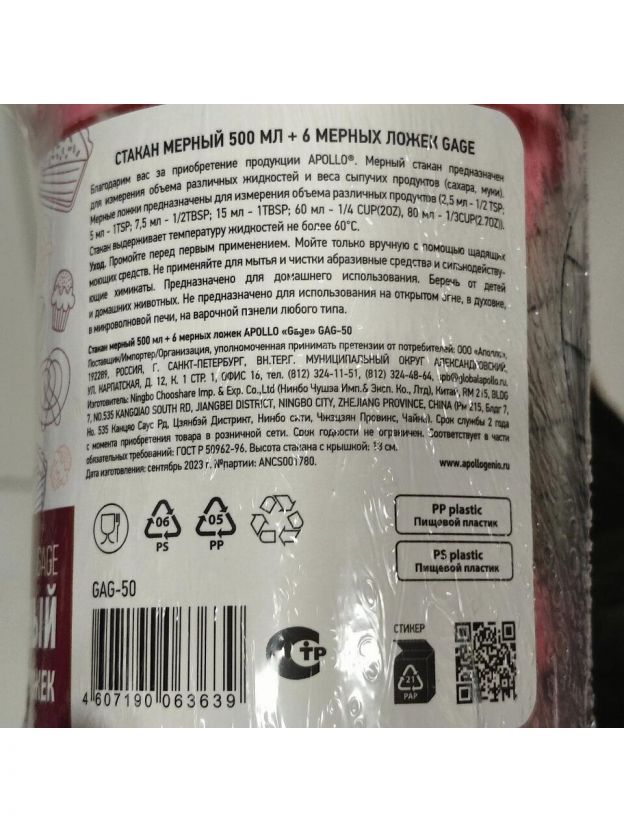 СТАКАН МЕРНЫЙ 500 МЛ + 6 МЕРНЫХ ЛОЖЕК GAGE
Благодарим вас за приобретение продукции APOLLO®. Мерный стакан предназначен
для измерения объема различных жидкостей и веса сыпучих продуктов (сахара, муки).
Мерные ложки предназначены для измерения объема различных продуктов (2,5 мл - 1/2 TSP;
5 мл - 1TSP; 7,5 мл - 1/2TBSP; 15 мл - 1TBSP; 60 мл - 1/4 CUP(2OZ), 80 мл - 1/3CUP(2.7OZ)).
Стакан выдерживает температуру жидкостей не более 60°С.
Уход. Промойте перед первым применением. Мойте только вручную с помощью щадящих
моющих средств. Не применяйте для мытья и чистки абразивные средства и сильнодейству-
ющие химикаты. Предназначено для домашнего использования. Беречь от детей
и домашних животных. Не предназначено для использования на открытом огне, в духовке,
в микроволновой печи, на варочной панели любого типа.
Стакан мерный 500 мл + 6 мерных ложек APOLLO «Gage» GAG-50
Поставщик/Импортер/Организация, уполномоченная принимать претензии от потребителей: ООО «Аполло»,
192289, РОССИЯ, Г. САНКТ-ПЕТЕРБУРГ, ВН.ТЕР.Г. МУНИЦИПАЛЬНЫЙ ОКРУГ АЛЕКСАНДРОВСКИЙ,
УЛ. КАРПАТСКАЯ, Д. 12, К. 1 СТР. 1, ОФИС 16, тел. (812) 324-11-51, (812) 324-48-64, spb@globalapollo.ru.
Изготовитель: Ningbo Chooshare Imp. & Exp. Co.,Ltd (Нинбо Чушэа Имп.& Эксп. Ко., Лтд), Китай, RM 215, BLDG
7, NO.535 KANGQIAO SOUTH RD, JIANGBEI DISTRICT, NINGBO CITY, ZHEJIANG PROVINCE, CHINA (Рм 215, Блдг 7,
Но. 535 Канцяо Саус Рд, Цзянбэй Дистринт, Нинбо сити, Чжэцзян Провинс, Чайна). Срок службы 2 года
с момента приобретения товара в розничной сети. Срок годности не ограничен. Соответствует в части
обязательных требований: ГОСТ Р 50962-96. Высота стакана с крышкой:
см.
Дата изготовления: сентябрь 2023 г. №партии: ANCS001780.
www.apollogenio.ru
06
PS
05
PP
PP plastic
Пищевой пластик
PS plastic
Пищевой пластик
GAG-50
4 607190 063639
СТР
СТИКЕР
21
PAP
GAGE
ЫЙ
ЖЕК